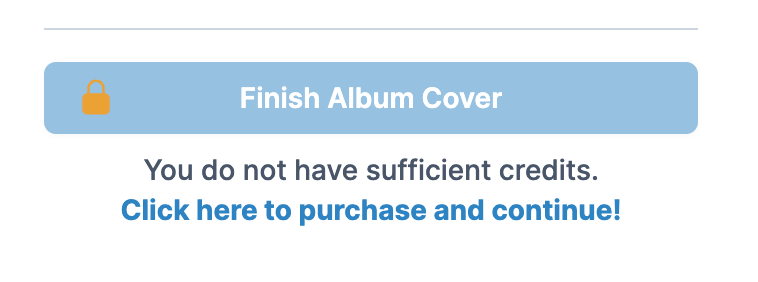 Finish Album Cover
You do not have sufficient credits.
Click here to purchase and continue!